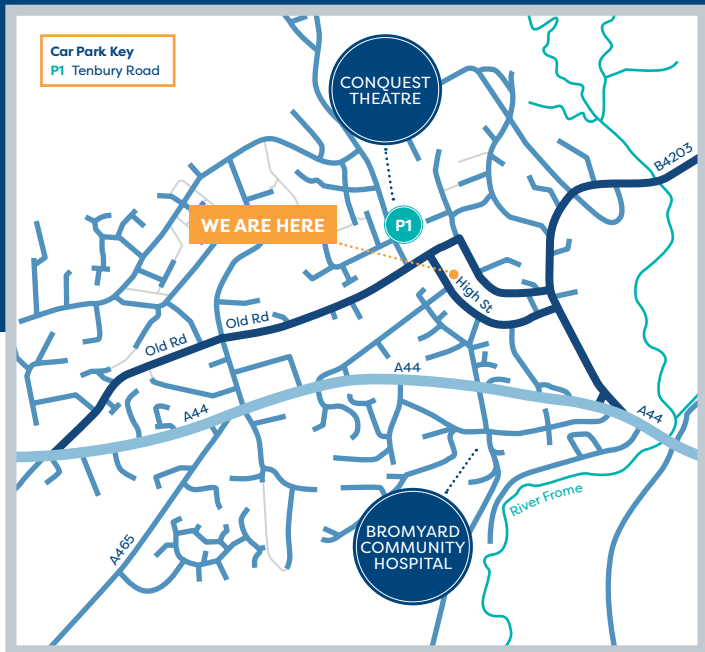 Car Park Key
P1 Tenbury Road
CONQUEST
THEATRE
B4203
WE ARE HERE
P1
High St
Old Rd
Old Rd
A44
A44
A44
River Frome
BROMYARD
COMMUNITY
HOSPITAL
A465